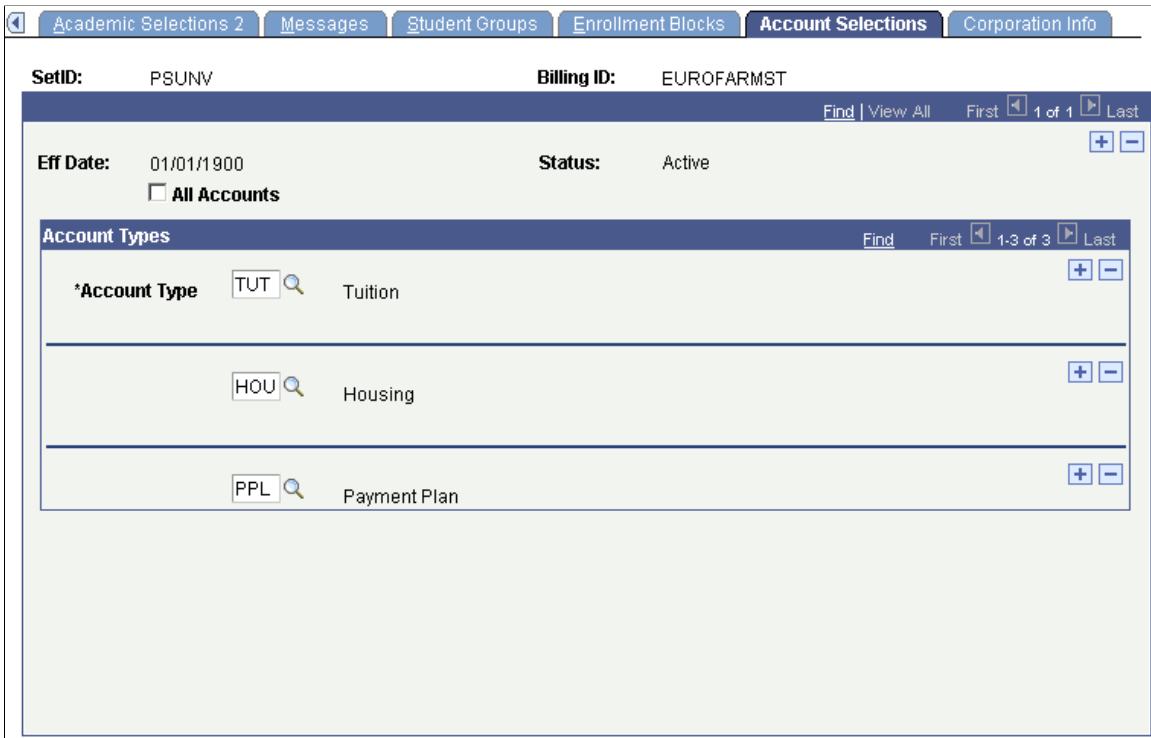 Academic Selections 2 Messages Student Groups Enrollment Blocks Account Selections Corporation Info
SetID: PSUNV Billing ID: EUROFARMST
Find | View All First 1 of 1 Last
Eff Date: 01/01/1900 Status: Active
All Accounts
Account Types Find First 1-3 of 3 Last
*Account Type TUT Tuition
HOU Housing
PPL Payment Plan